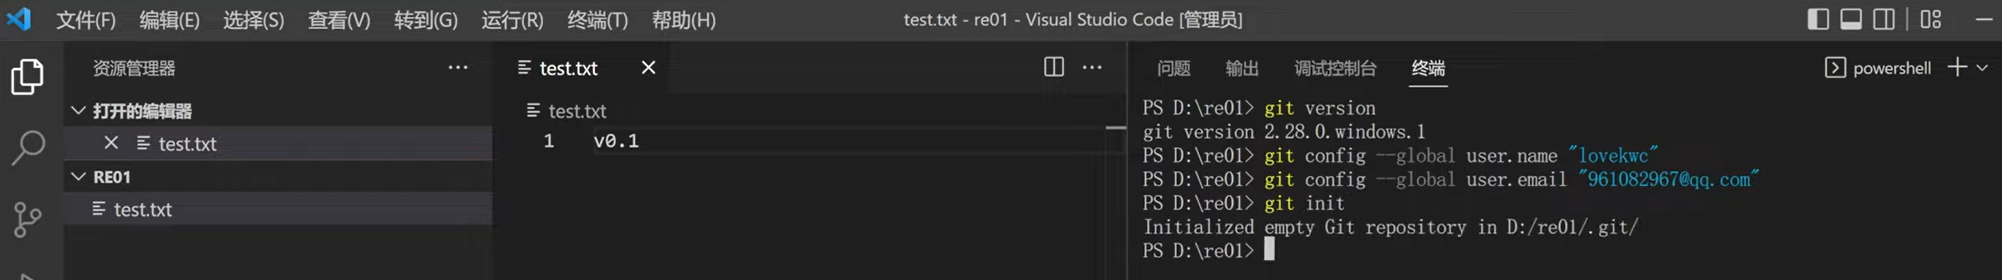 文件(F) 编辑(E) 选择(S) 查看(V) 转到(G) 运行(R) 终端(T) 帮助(H) test.txt - re01 - Visual Studio Code [管理员]
资源管理器 ···
打开的编辑器
test.txt
RE01
test.txt
test.txt
test.txt
1 v0.1
问题 输出 调试控制台 终端 powershell
PS D:\re01> git version
git version 2.28.0.windows.1
PS D:\re01> git config --global user.name "lovekwc"
PS D:\re01> git config --global user.email "961082967@qq.com"
PS D:\re01> git init
Initialized empty Git repository in D:/re01/.git/
PS D:\re01>